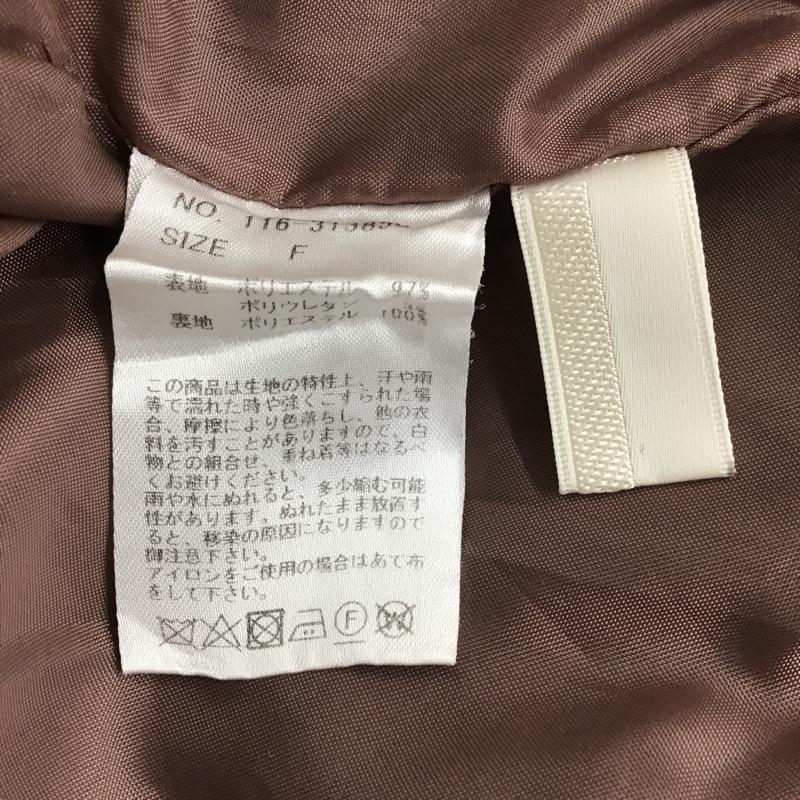 SIZE F
表地 ポリエステル 97%
ポリウレタン 3%
裏地 ポリエステル 100%
この商品は生地の特性上、汗や雨
等で濡れた時や強くこすられた場
合、摩擦により色落ちし、他の衣
料を汚すことがありますので、白
物との組合せ、重ね着等はなるべ
くお避けください。
雨や水にぬれると、多少縮む可能
性があります。ぬれたまま放置す
ると、移染の原因になりますので
御注意下さい。
アイロンをご使用の場合はあて布
をして下さい。
F W